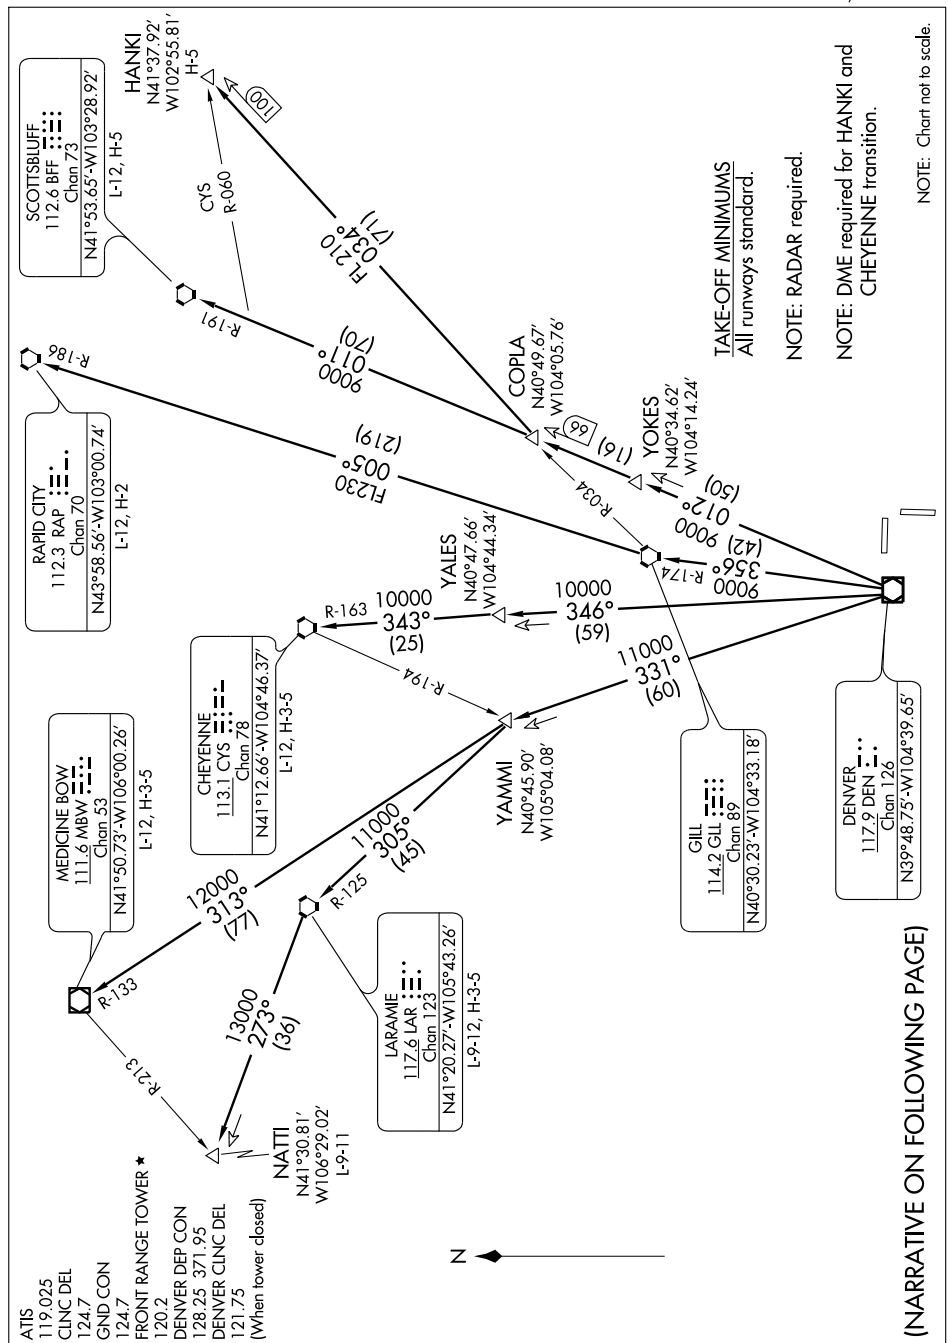 ATIS
119.025
CLNC DEL
124.7
GND CON
124.7
FRONT RANGE TOWER ★
120.2
DENVER DEP CON
128.25 371.95
DENVER CLNC DEL
121.75
(When tower closed)
MEDICINE BOW
111.6 MBW
Chan 53
N41°50.73'-W106°00.26'
L-12, H-3-5
RAPID CITY
112.3 RAP
Chan 70
N43°58.56'-W103°00.74'
L-12, H-2
SCOTTSBLUFF
112.6 BFF
Chan 73
N41°53.65'-W103°28.92'
L-12, H-5
HANKI
N41°37.92'
W102°55.81'
H-5
CHEYENNE
113.1 CYS
Chan 78
N41°12.66'-W104°46.37'
L-12, H-3-5
LARAMIE
117.6 LAR
Chan 123
N41°20.27'-W105°43.26'
L-9-12, H-3-5
NATTI
N41°30.81'
W106°29.02'
L-9-11
R-133
R-213
R-125
R-163
R-194
R-186
R-191
CYS
R-060
100
12000
313°
(77)
13000
273°
(36)
11000
305°
(45)
10000
343°
(25)
FL230
005°
(219)
9000
011°
(70)
FL210
034°
(71)
YAMMI
N40°45.90'
W105°04.08'
YALES
N40°47.66'
W104°44.34'
COPLA
N40°49.67'
W104°05.76'
YOKES
N40°34.62'
W104°14.24'
66
(16)
R-034
R-174
11000
331°
(60)
10000
346°
(59)
9000
356°
(42)
9000
012°
(50)
GILL
114.2 GLL
Chan 89
N40°30.23'-W104°33.18'
DENVER
117.9 DEN
Chan 126
N39°48.75'-W104°39.65'
TAKE-OFF MINIMUMS
All runways standard.
NOTE: RADAR required.
NOTE: DME required for HANKI and
CHEYENNE transition.
NOTE: Chart not to scale.
N
(NARRATIVE ON FOLLOWING PAGE)